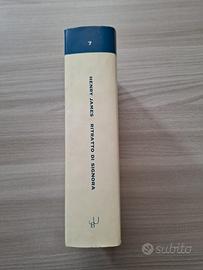 7
HENRY JAMES RITRATTO DI SIGNORA
subito